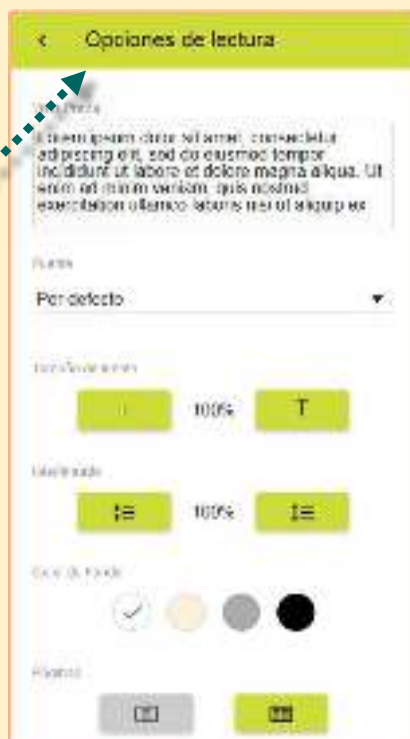 Opciones de lectura
Vista Previa
Lorem ipsum dolor sit amet, consectetur
adipiscing elit, sed do eiusmod tempor
incididunt ut labore et dolore magna aliqua. Ut
enim ad minim veniam, quis nostrud
exercitation ullamco laboris nisi ut aliquip ex
Fuente
Por defecto
Tamaño de
T 100% T
Interlineado
100%
Color de Fondo
Páginas